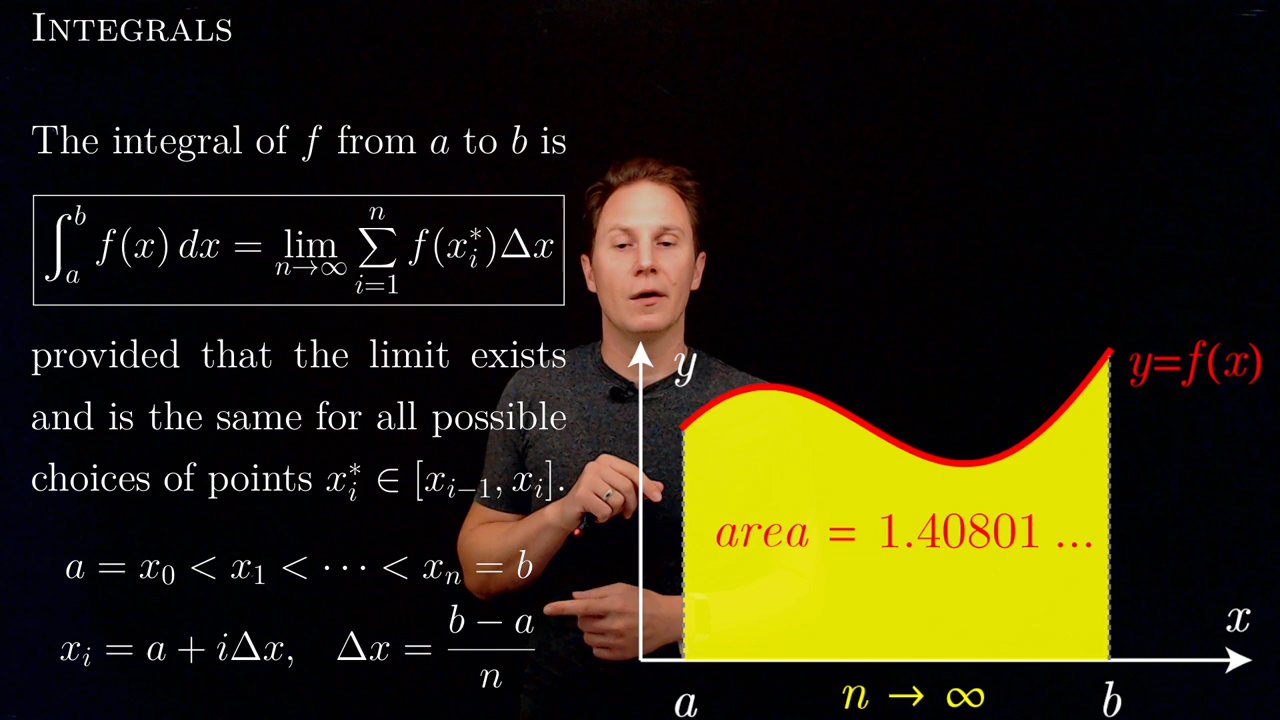 INTEGRALS
The integral of f from a to b is
∫_a^b f(x) dx = lim_{n→∞} ∑_{i=1}^{n} f(x_i^*)Δx
provided that the limit exists
and is the same for all possible
choices of points x_i^* ∈ [x_{i−1}, x_i].
a = x_0 < x_1 < ⋯ < x_n = b
x_i = a + iΔx, Δx = \frac{b − a}{n}
y
y=f(x)
area = 1.40801 ...
x
a
n → ∞
b